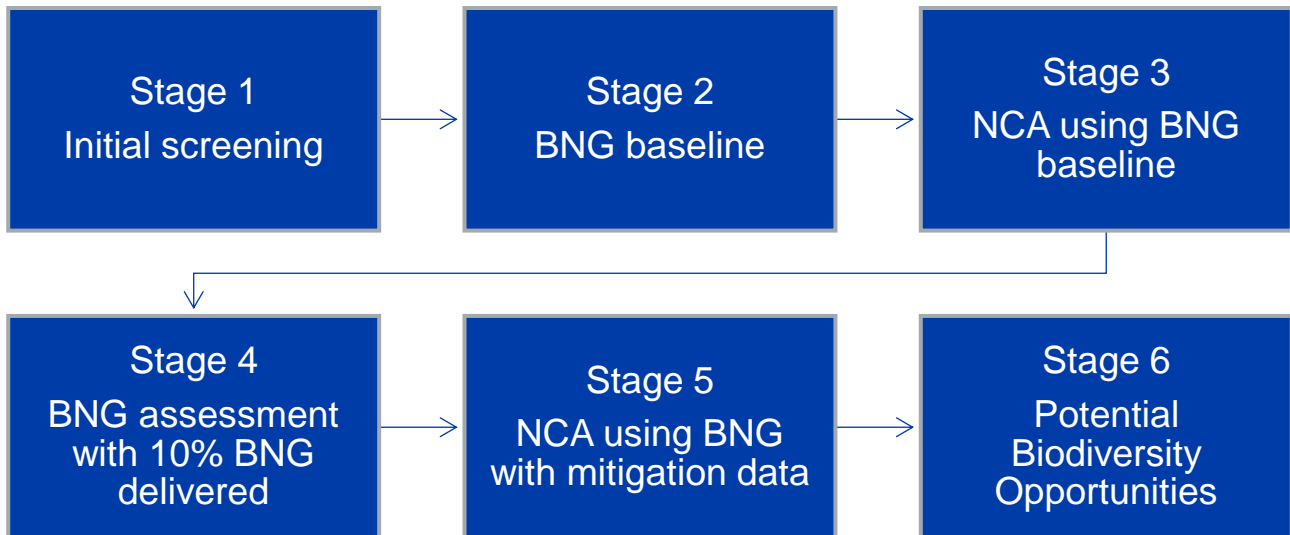 Stage 1
Initial screening
Stage 2
BNG baseline
Stage 3
NCA using BNG
baseline
Stage 4
BNG assessment
with 10% BNG
delivered
Stage 5
NCA using BNG
with mitigation data
Stage 6
Potential
Biodiversity
Opportunities